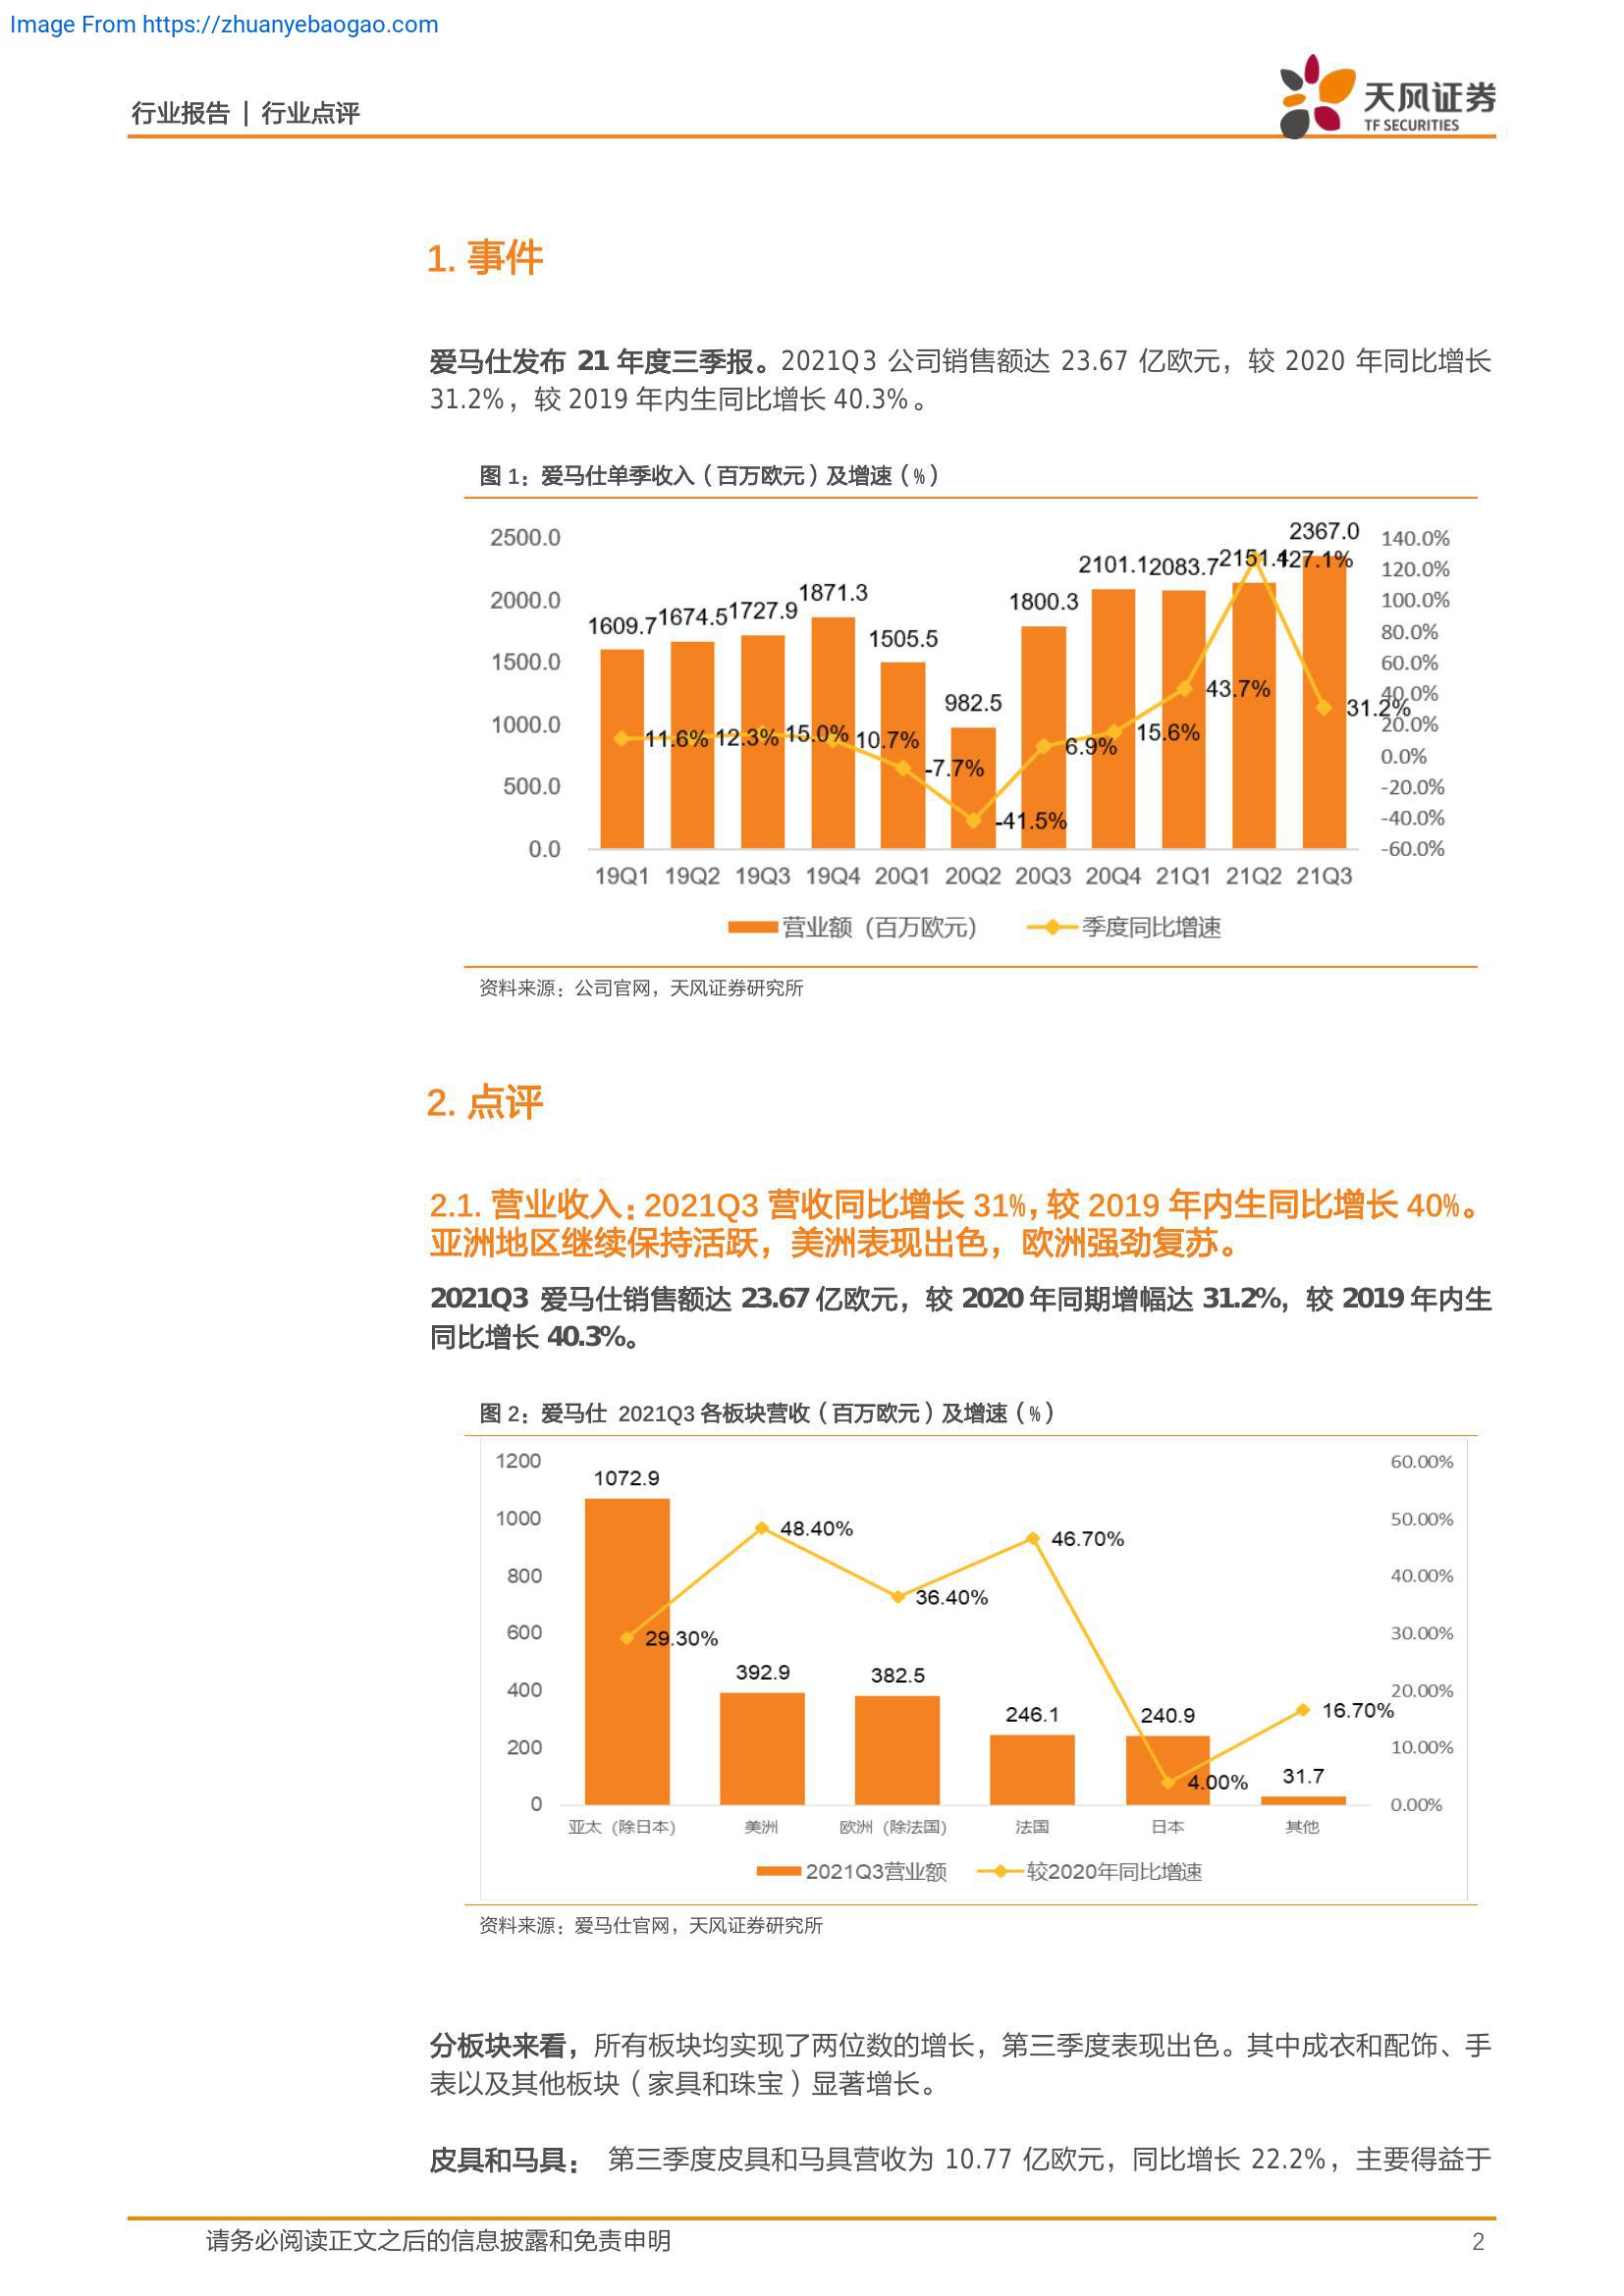 Image From https://zhuanyebaogao.com
行业报告 | 行业点评
天风证券
TF SECURITIES
1. 事件
爱马仕发布 21 年度三季报。2021Q3 公司销售额达 23.67 亿欧元，较 2020 年同比增长
31.2%，较 2019 年内生同比增长 40.3%。
图 1：爱马仕单季收入（百万欧元）及增速（%）
2500.0
2000.0
1500.0
1000.0
500.0
0.0
1609.7
1674.5
1727.9
1871.3
1505.5
982.5
1800.3
2101.1
2083.7
2151.4
2367.0
11.6%
12.3%
15.0%
10.7%
-7.7%
-41.5%
6.9%
15.6%
43.7%
127.1%
31.2%
140.0%
120.0%
100.0%
80.0%
60.0%
40.0%
20.0%
0.0%
-20.0%
-40.0%
-60.0%
19Q1 19Q2 19Q3 19Q4 20Q1 20Q2 20Q3 20Q4 21Q1 21Q2 21Q3
营业额（百万欧元） 季度同比增速
资料来源：公司官网，天风证券研究所
2. 点评
2.1. 营业收入：2021Q3 营收同比增长 31%，较 2019 年内生同比增长 40%。
亚洲地区继续保持活跃，美洲表现出色，欧洲强劲复苏。
2021Q3 爱马仕销售额达 23.67 亿欧元，较 2020 年同期增幅达 31.2%，较 2019 年内生
同比增长 40.3%。
图 2：爱马仕 2021Q3 各板块营收（百万欧元）及增速（%）
1200
1000
800
600
400
200
0
1072.9
392.9
382.5
246.1
240.9
31.7
29.30%
48.40%
36.40%
46.70%
4.00%
16.70%
60.00%
50.00%
40.00%
30.00%
20.00%
10.00%
0.00%
亚太（除日本） 美洲 欧洲（除法国） 法国 日本 其他
2021Q3营业额 较2020年同比增速
资料来源：爱马仕官网，天风证券研究所
分板块来看，所有板块均实现了两位数的增长，第三季度表现出色。其中成衣和配饰、手
表以及其他板块（家具和珠宝）显著增长。
皮具和马具： 第三季度皮具和马具营收为 10.77 亿欧元，同比增长 22.2%，主要得益于
请务必阅读正文之后的信息披露和免责申明
2